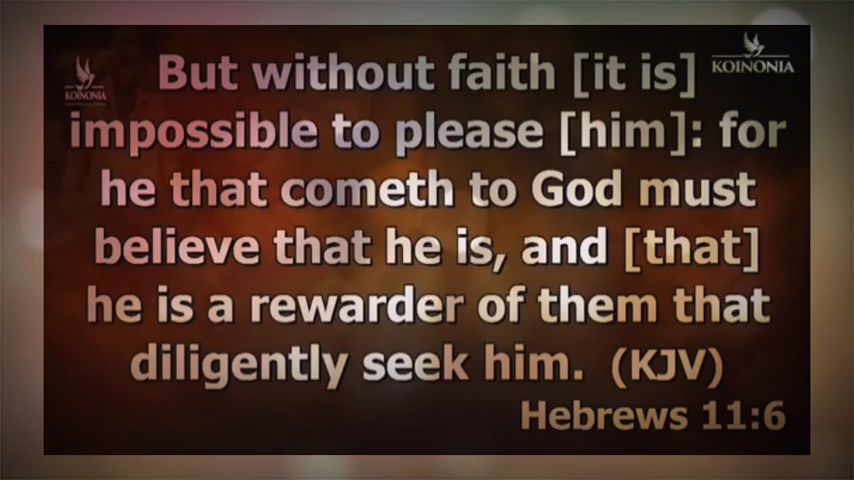 But without faith [it is]
impossible to please [him]: for
he that cometh to God must
believe that he is, and [that]
he is a rewarder of them that
diligently seek him. (KJV)
Hebrews 11:6
KOINONIA
KOINONIA